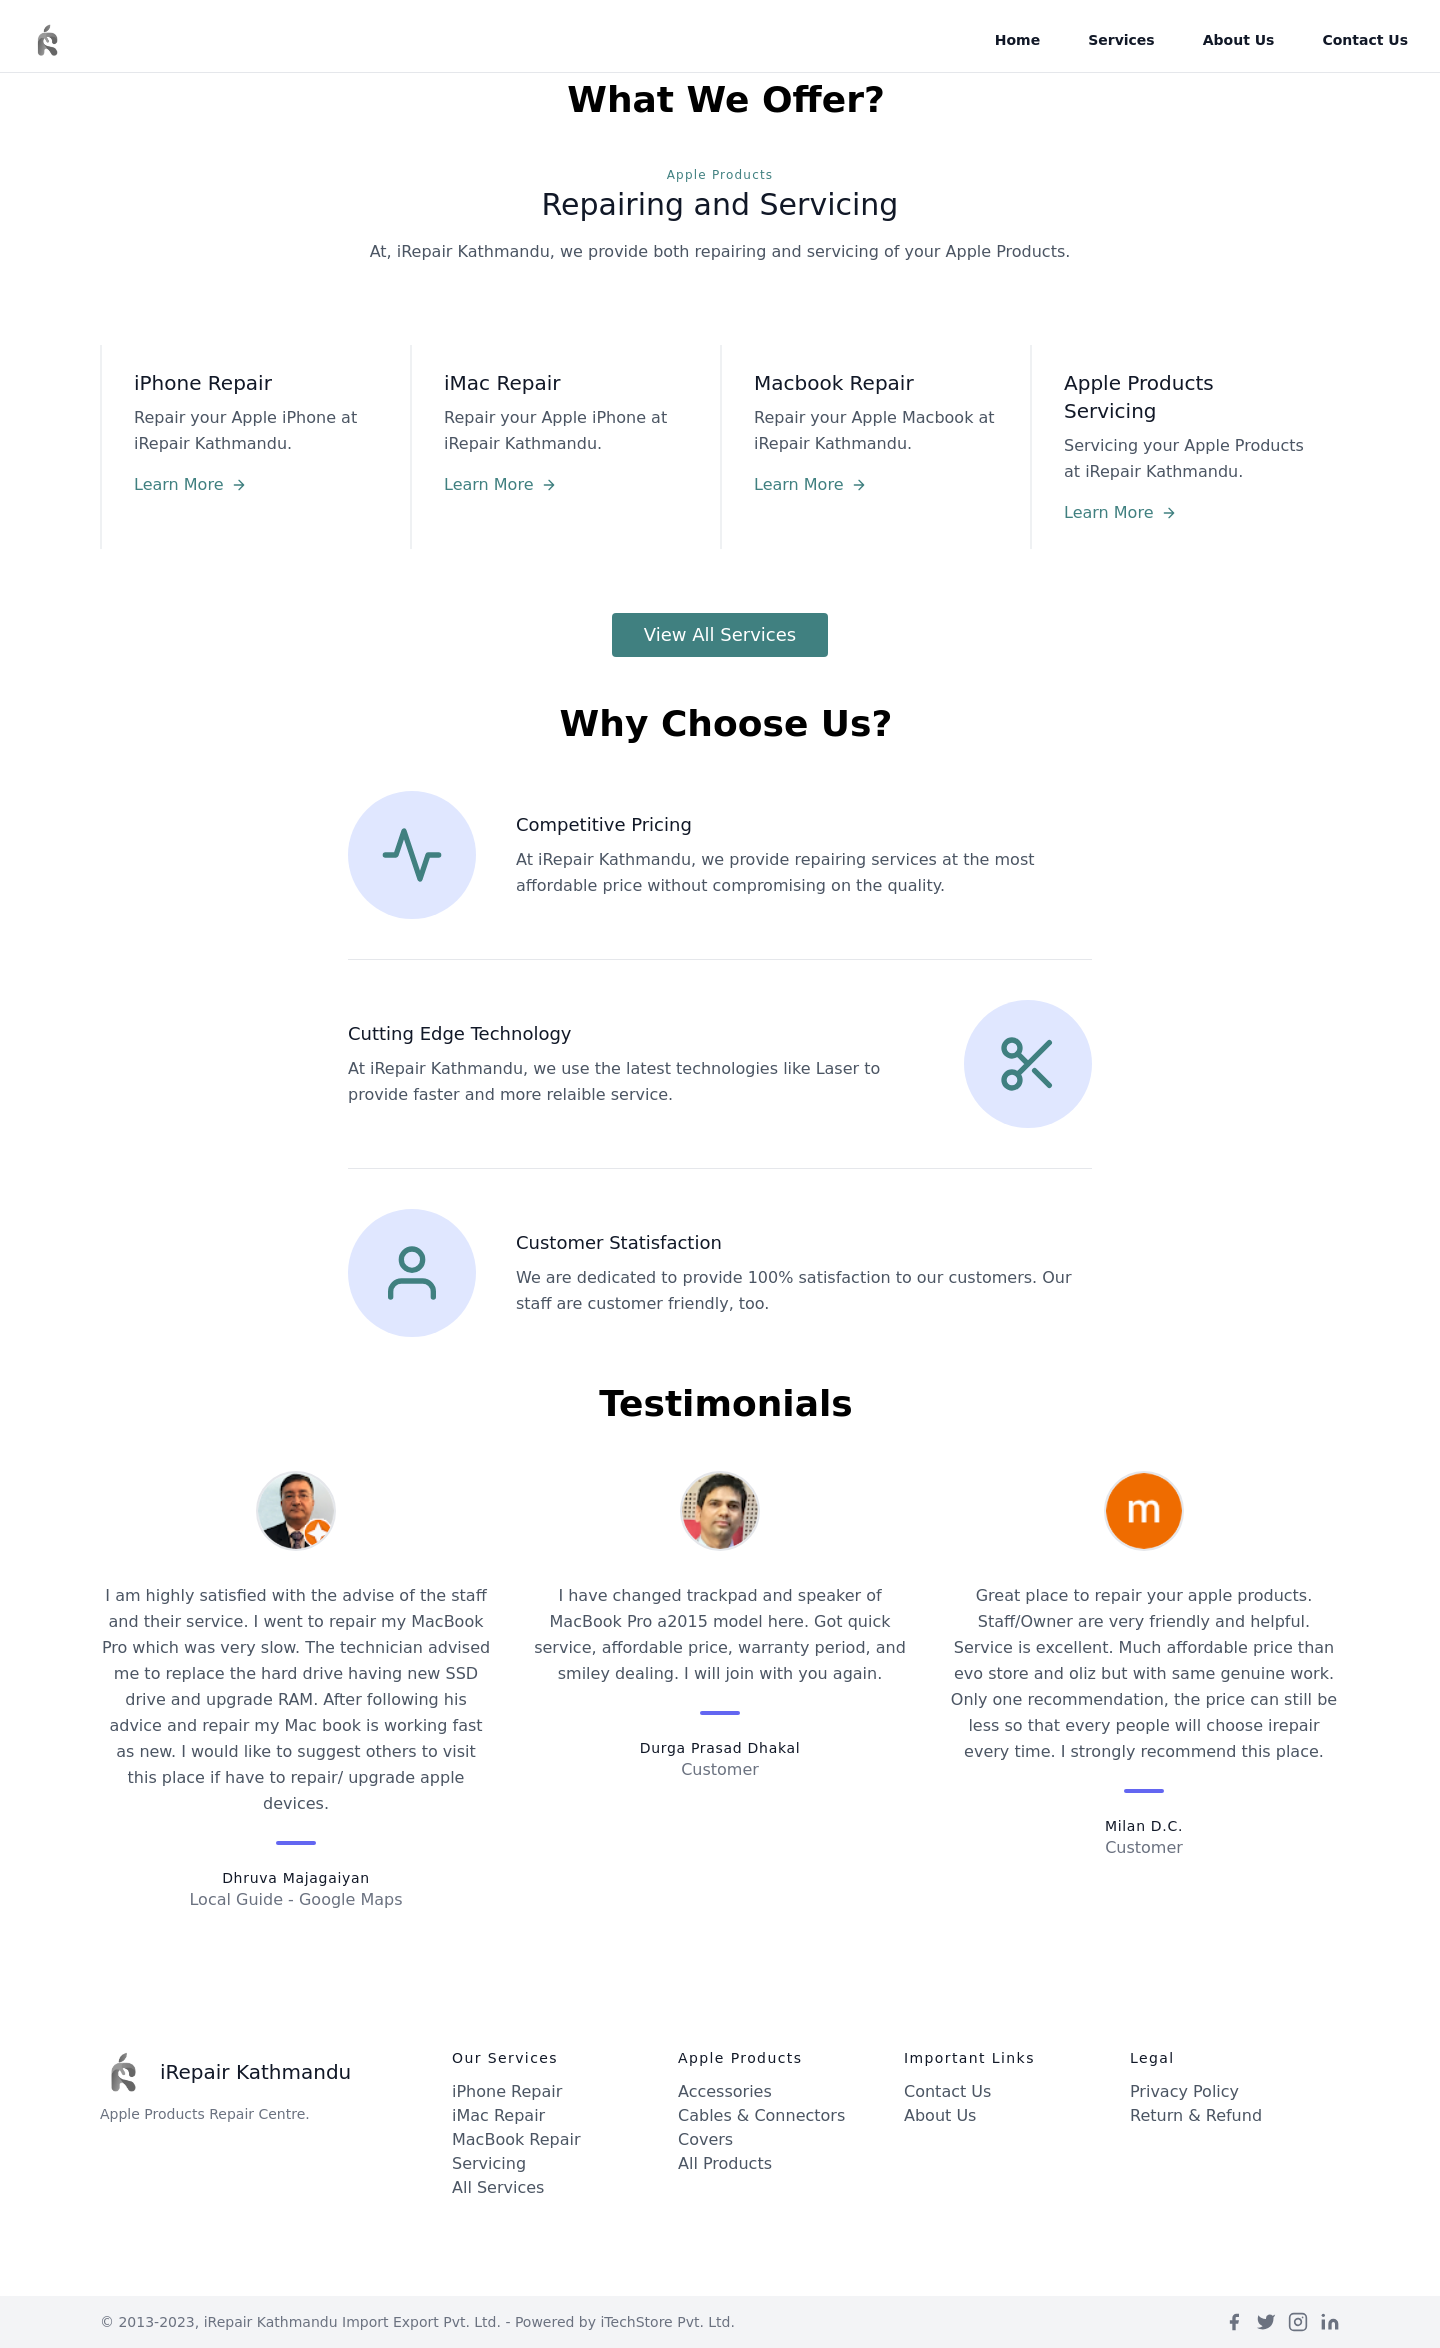 Home
Services
About Us
Contact Us
What We Offer?
Apple Products
Repairing and Servicing
At, iRepair Kathmandu, we provide both repairing and servicing of your Apple Products.
iPhone Repair
Repair your Apple iPhone at
iRepair Kathmandu.
Learn More
iMac Repair
Repair your Apple iPhone at
iRepair Kathmandu.
Learn More
Macbook Repair
Repair your Apple Macbook at
iRepair Kathmandu.
Learn More
Apple Products
Servicing
Servicing your Apple Products
at iRepair Kathmandu.
Learn More
View All Services
Why Choose Us?
Competitive Pricing
At iRepair Kathmandu, we provide repairing services at the most
affordable price without compromising on the quality.
Cutting Edge Technology
At iRepair Kathmandu, we use the latest technologies like Laser to
provide faster and more relaible service.
Customer Statisfaction
We are dedicated to provide 100% satisfaction to our customers. Our
staff are customer friendly, too.
Testimonials
I am highly satisfied with the advise of the staff
and their service. I went to repair my MacBook
Pro which was very slow. The technician advised
me to replace the hard drive having new SSD
drive and upgrade RAM. After following his
advice and repair my Mac book is working fast
as new. I would like to suggest others to visit
this place if have to repair/ upgrade apple
devices.
Dhruva Majagaiyan
Local Guide - Google Maps
I have changed trackpad and speaker of
MacBook Pro a2015 model here. Got quick
service, affordable price, warranty period, and
smiley dealing. I will join with you again.
Durga Prasad Dhakal
Customer
m
Great place to repair your apple products.
Staff/Owner are very friendly and helpful.
Service is excellent. Much affordable price than
evo store and oliz but with same genuine work.
Only one recommendation, the price can still be
less so that every people will choose irepair
every time. I strongly recommend this place.
Milan D.C.
Customer
iRepair Kathmandu
Apple Products Repair Centre.
Our Services
iPhone Repair
iMac Repair
MacBook Repair
Servicing
All Services
Apple Products
Accessories
Cables & Connectors
Covers
All Products
Important Links
Contact Us
About Us
Legal
Privacy Policy
Return & Refund
© 2013-2023, iRepair Kathmandu Import Export Pvt. Ltd. - Powered by iTechStore Pvt. Ltd.